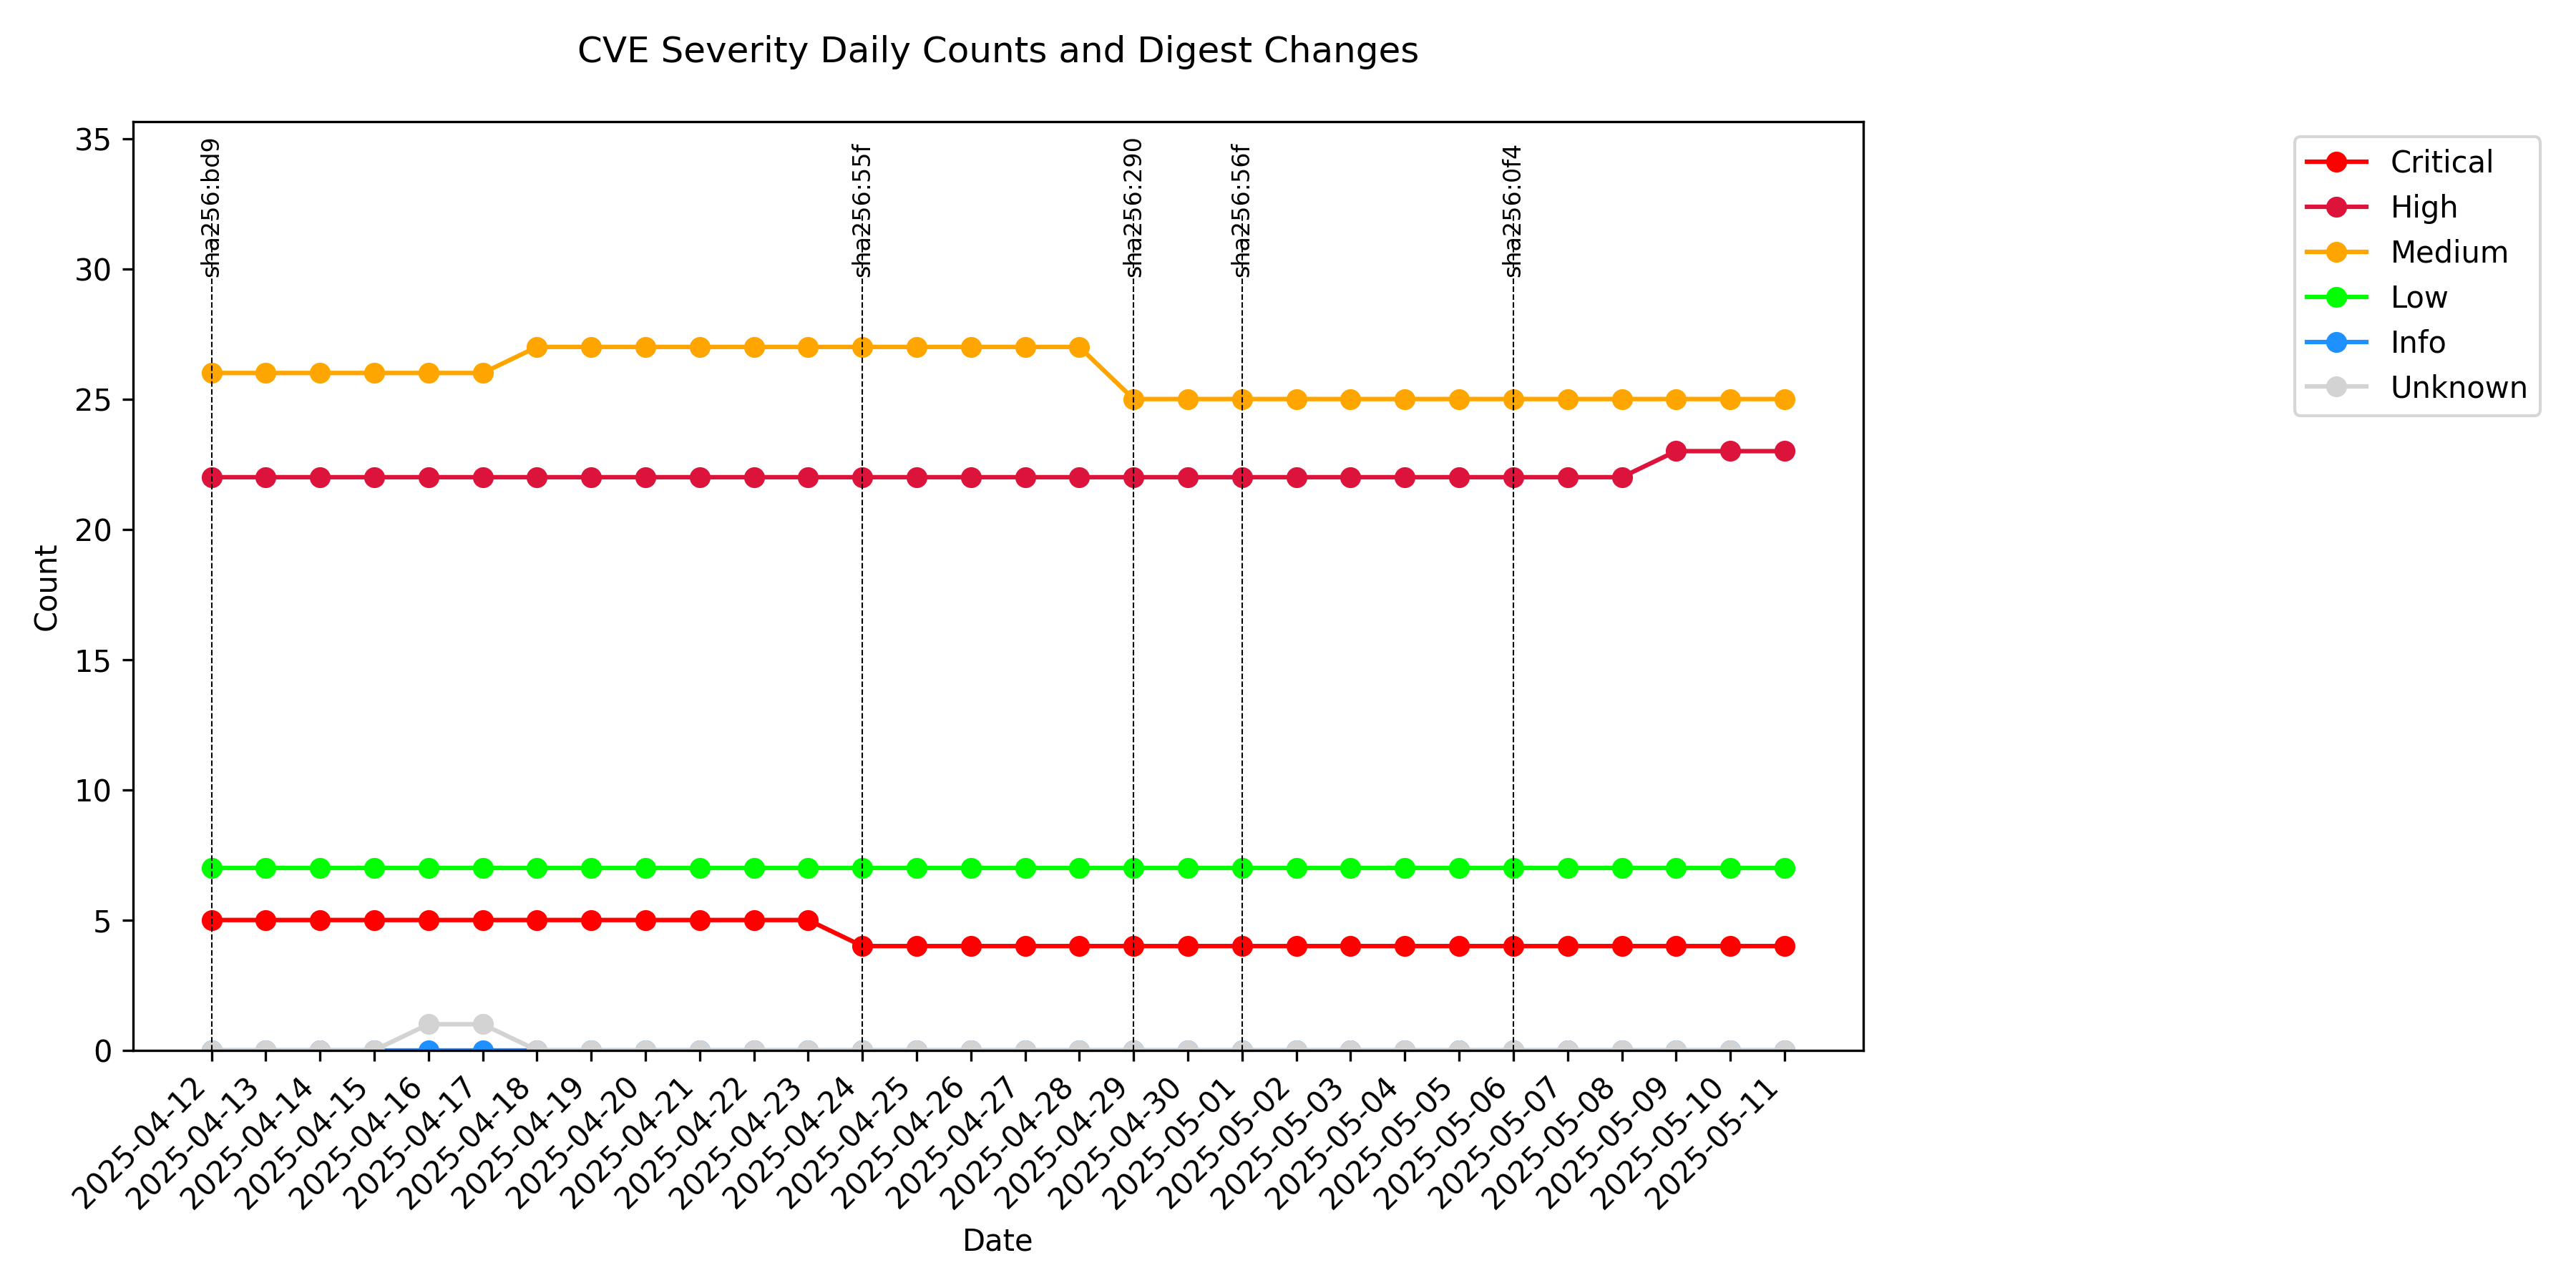 CVE Severity Daily Counts and Digest Changes
35
30
25
20
15
10
5
0
Count
sha256:bd9
sha256:55f
sha256:290
sha256:56f
sha256:0f4
2025-04-12
2025-04-13
2025-04-14
2025-04-15
2025-04-16
2025-04-17
2025-04-18
2025-04-19
2025-04-20
2025-04-21
2025-04-22
2025-04-23
2025-04-24
2025-04-25
2025-04-26
2025-04-27
2025-04-28
2025-04-29
2025-04-30
2025-05-01
2025-05-02
2025-05-03
2025-05-04
2025-05-05
2025-05-06
2025-05-07
2025-05-08
2025-05-09
2025-05-10
2025-05-11
Date
Critical
High
Medium
Low
Info
Unknown